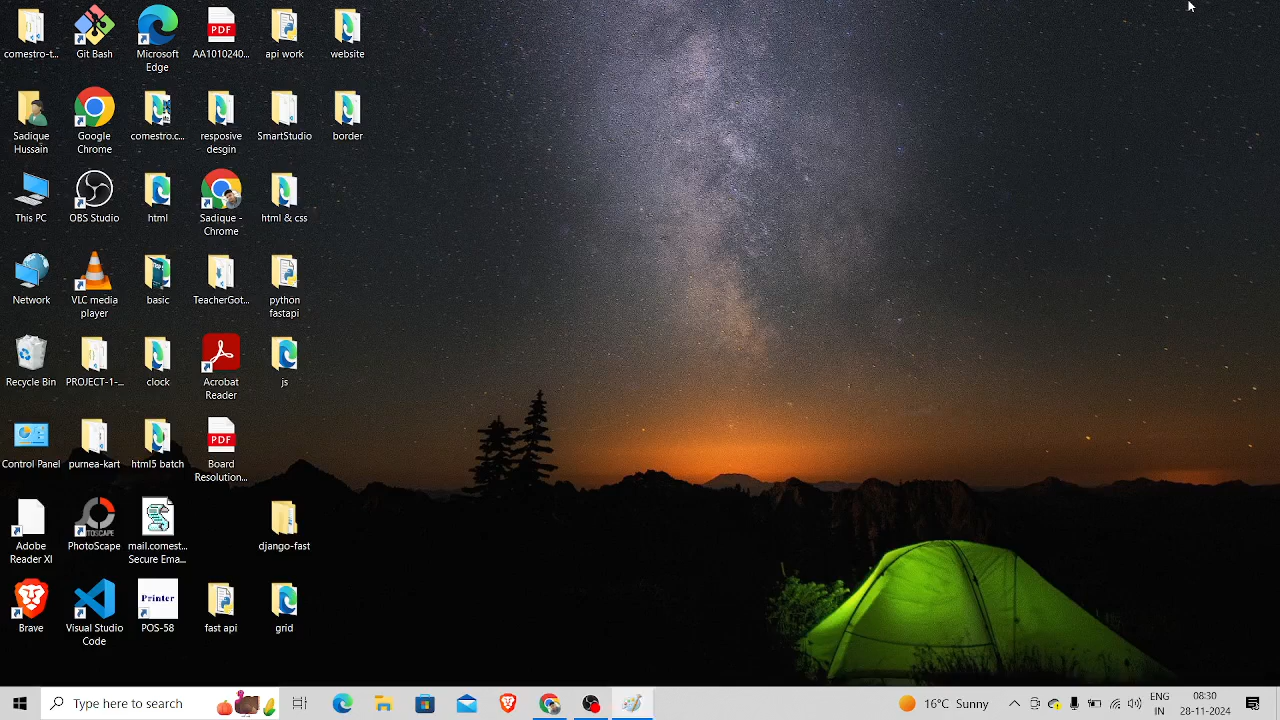 comestro-t...
Git Bash
Microsoft
Edge
PDF
AA1010240...
api work
website
Sadique
Hussain
Google
Chrome
comestro.c...
resposive
desgin
SmartStudio
border
This PC
OBS Studio
html
Sadique -
Chrome
html & css
Network
VLC media
player
basic
TeacherGot...
python
fastapi
Recycle Bin
PROJECT-1-...
clock
Acrobat
Reader
js
Control Panel
purnea-kart
html5 batch
PDF
Board
Resolution...
Adobe
Reader XI
PHOTOSCAPE
PhotoScape
mail.comest...
Secure Ema...
django-fast
Brave
Visual Studio
Code
Printer
POS-58
fast api
grid
Type here to search
16°C
ENG
IN
28-11-2024